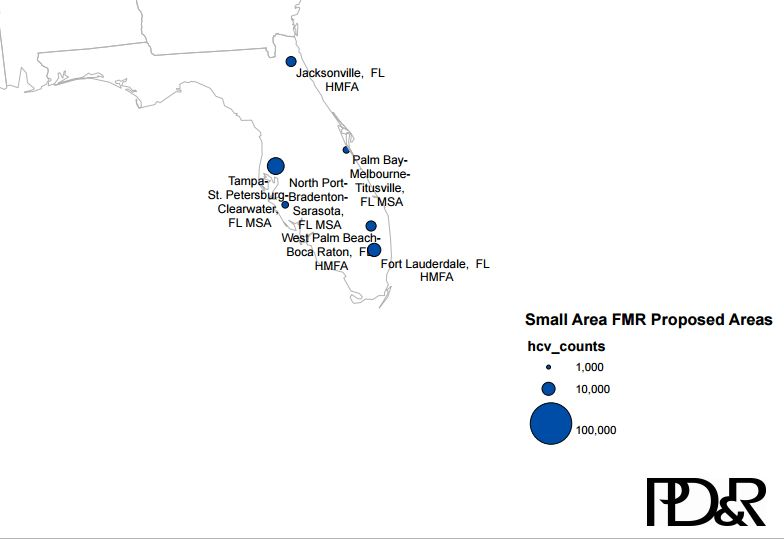 Jacksonville, FL
HMFA
Palm Bay-
Melbourne-
Titusville,
FL MSA
Tampa-
St. Petersburg-
Clearwater,
FL MSA
North Port-
Bradenton-
Sarasota,
FL MSA
West Palm Beach-
Boca Raton, FL
HMFA
Fort Lauderdale, FL
HMFA
Small Area FMR Proposed Areas
hcv_counts
1,000
10,000
100,000
PD&R